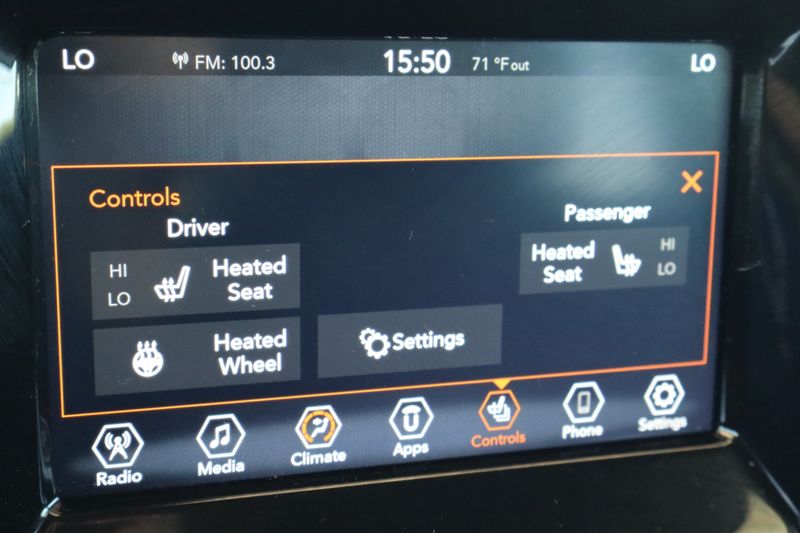 LO FM: 100.3 15:50 71 °F out LO
Controls
Driver Passenger
HI
LO
Heated
Seat
Heated
Seat
HI
LO
Heated
Wheel
Settings
Radio Media Climate Apps Controls Phone Settings